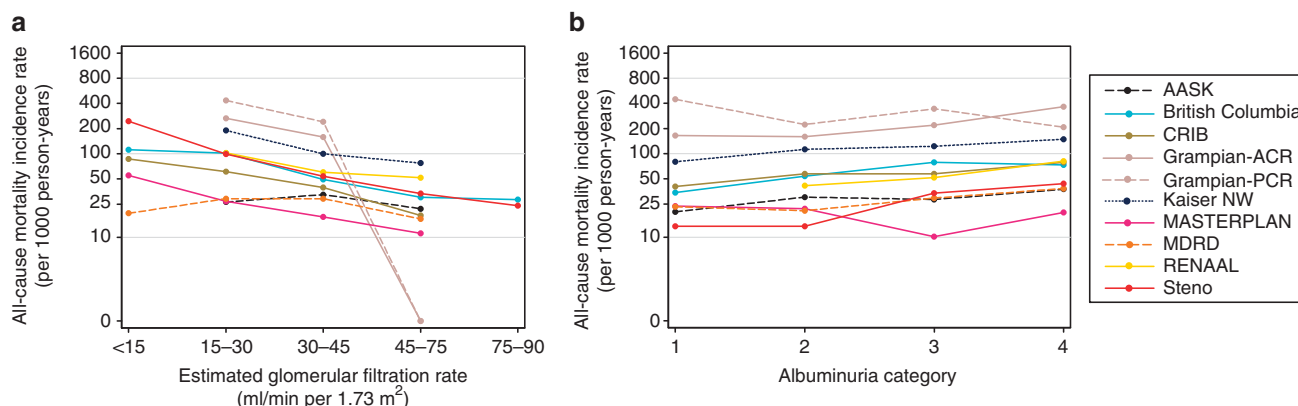 a
All-cause mortality incidence rate
(per 1000 person-years)
1600
800
400
200
100
50
25
10
0
<15
15–30
30–45
45–75
75–90
Estimated glomerular filtration rate
(ml/min per 1.73 m²)
b
All-cause mortality incidence rate
(per 1000 person-years)
1600
800
400
200
100
50
25
10
0
1
2
3
4
Albuminuria category
AASK
British Columbia
CRIB
Grampian-ACR
Grampian-PCR
Kaiser NW
MASTERPLAN
MDRD
RENAAL
Steno